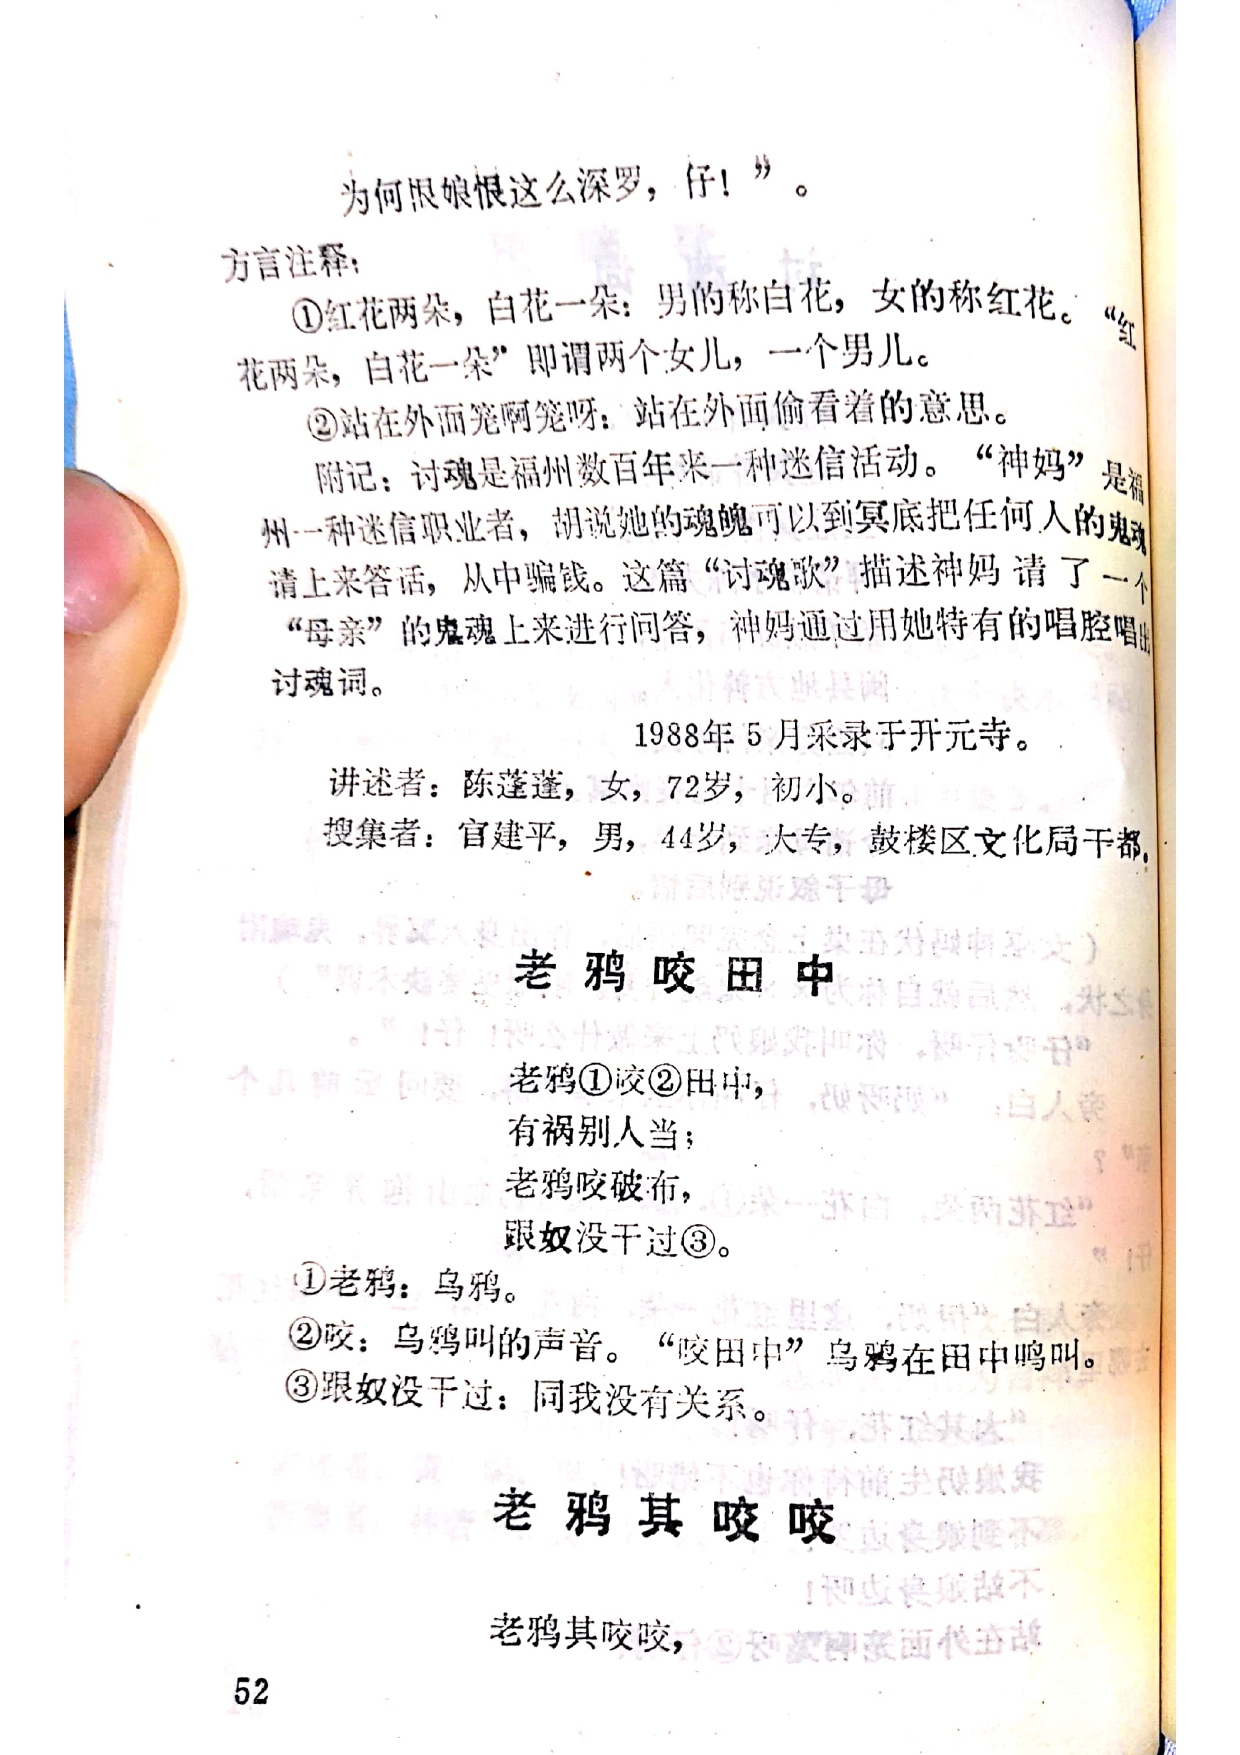 为何恨娘恨这么深罗，仔！”。
方言注释：
①红花两朵，白花一朵：男的称白花，女的称红花。“红
花两朵，白花一朵”即谓两个女儿，一个男儿。
②站在外面笼啊笼呀：站在外面偷看着的意思。
附记：讨魂是福州数百年来一种迷信活动。“神妈”是福
州一种迷信职业者，胡说她的魂魄可以到冥底把任何人的鬼魂
请上来答话，从中骗钱。这篇“讨魂歌”描述神妈请了一个
“母亲”的鬼魂上来进行问答，神妈通过用她特有的唱腔唱出
讨魂词。
1988年5月采录于开元寺。
讲述者：陈莲莲，女，72岁，初小。
搜集者：官建平，男，44岁，大专，鼓楼区文化局干部。
老鸦咬田中
老鸦①咬②田中，
有祸别人当；
老鸦咬破布，
跟奴没干过③。
①老鸦：乌鸦。
②咬：乌鸦叫的声音。“咬田中”乌鸦在田中鸣叫。
③跟奴没干过：同我没有关系。
老鸦其咬咬
老鸦其咬咬，
52